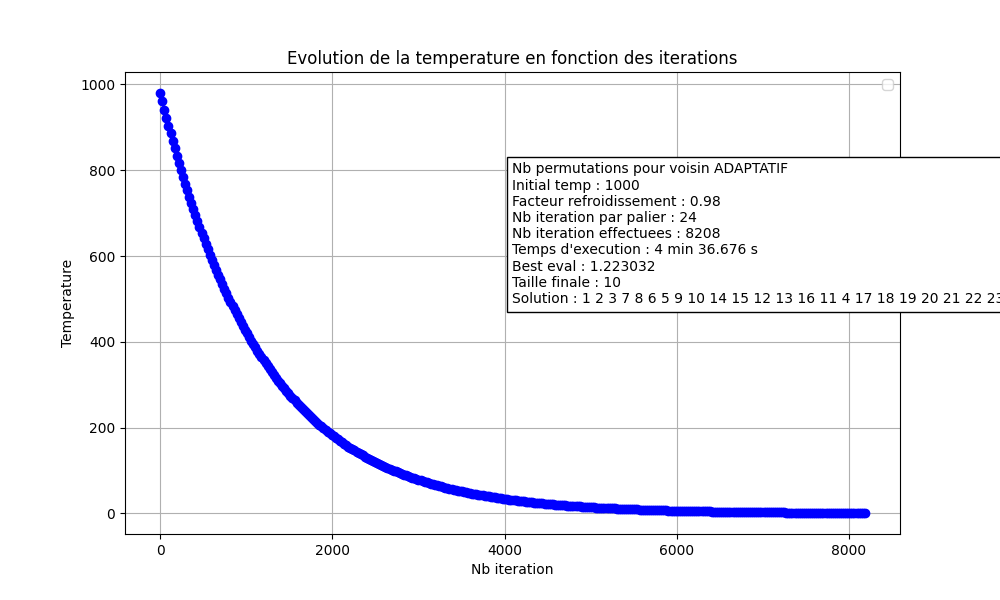 Evolution de la temperature en fonction des iterations
1000
800
600
400
200
0
Temperature
Nb permutations pour voisin ADAPTATIF
Initial temp : 1000
Facteur refroidissement : 0.98
Nb iteration par palier : 24
Nb iteration effectuees : 8208
Temps d'execution : 4 min 36.676 s
Best eval : 1.223032
Taille finale : 10
Solution : 1 2 3 7 8 6 5 9 10 14 15 12 13 16 11 4 17 18 19 20 21 22 23
0 2000 4000 6000 8000
Nb iteration